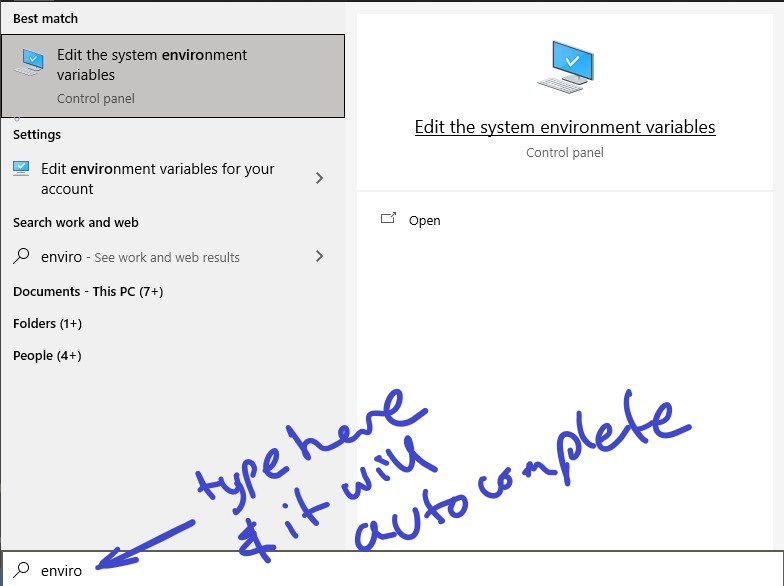 Best match
Edit the system environment
variables
Control panel
Settings
Edit environment variables for your
account
Search work and web
enviro - See work and web results
Documents - This PC (7+)
Folders (1+)
People (4+)
Edit the system environment variables
Control panel
Open
type here
& it will
autocomplete
enviro